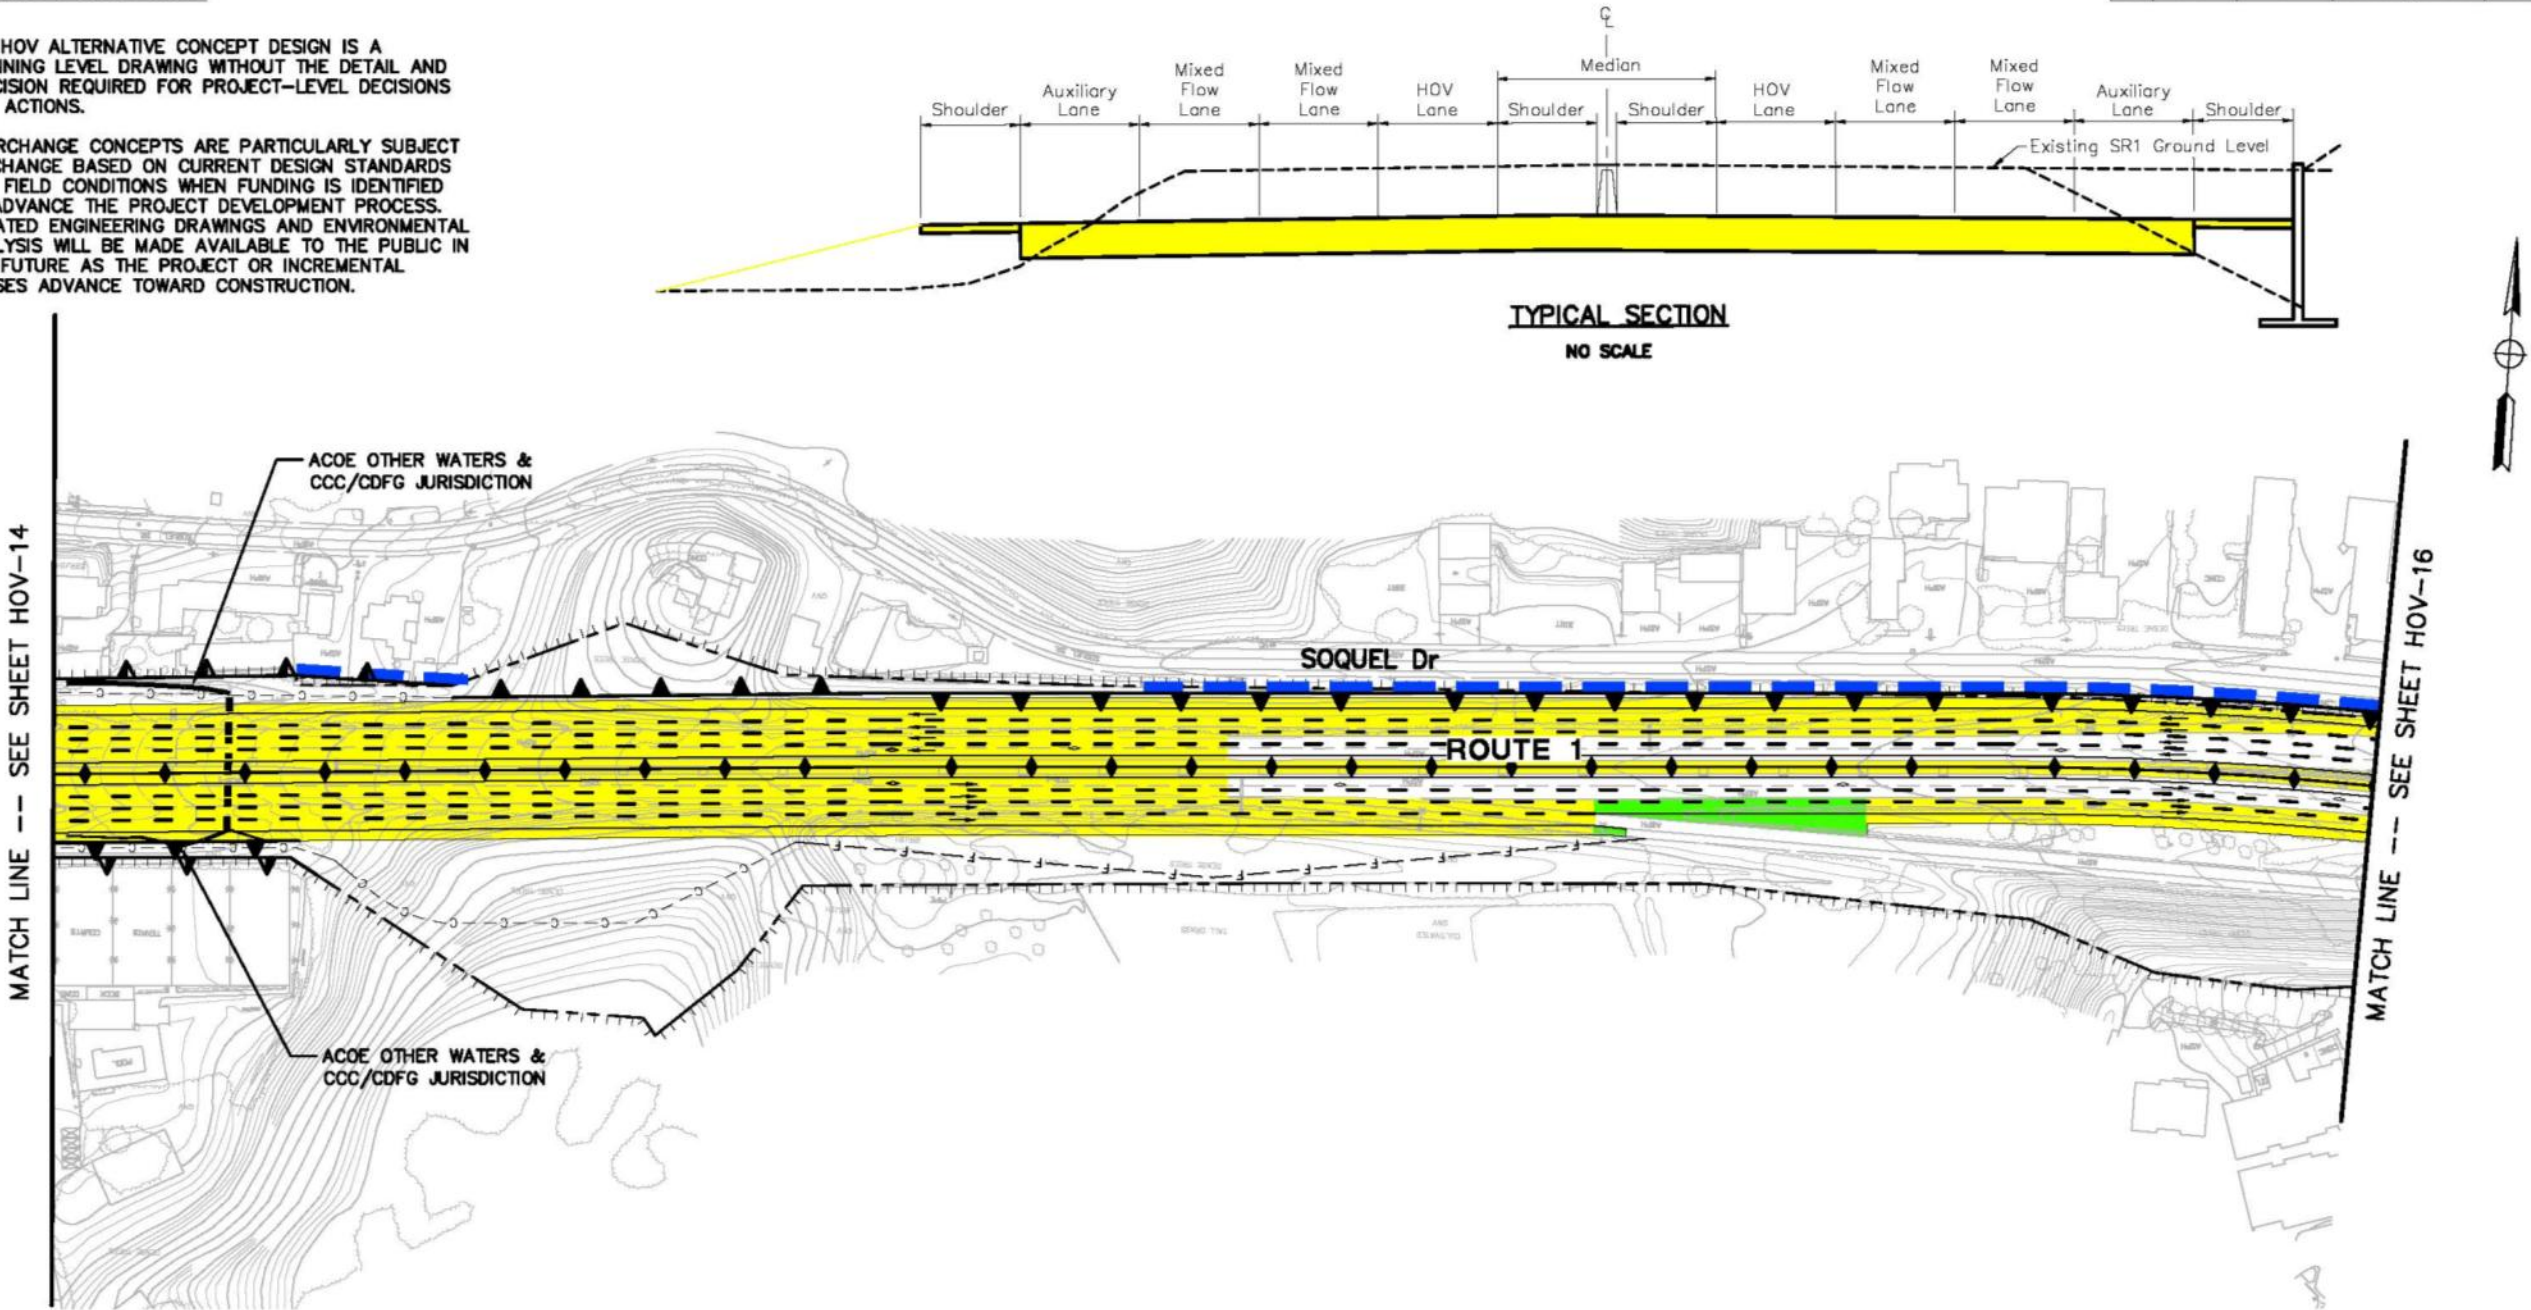 HOV ALTERNATIVE CONCEPT DESIGN IS A
NING LEVEL DRAWING WITHOUT THE DETAIL AND
ISION REQUIRED FOR PROJECT-LEVEL DECISIONS
ACTIONS.
RCHANGE CONCEPTS ARE PARTICULARLY SUBJECT
HANGE BASED ON CURRENT DESIGN STANDARDS
FIELD CONDITIONS WHEN FUNDING IS IDENTIFIED
DVANCE THE PROJECT DEVELOPMENT PROCESS.
ATED ENGINEERING DRAWINGS AND ENVIRONMENTAL
LYSIS WILL BE MADE AVAILABLE TO THE PUBLIC IN
FUTURE AS THE PROJECT OR INCREMENTAL
SES ADVANCE TOWARD CONSTRUCTION.
Shoulder
Auxiliary
Lane
Mixed
Flow
Lane
Mixed
Flow
Lane
HOV
Lane
Median
Shoulder
Shoulder
HOV
Lane
Mixed
Flow
Lane
Mixed
Flow
Lane
Auxiliary
Lane
Shoulder
Existing SR1 Ground Level
TYPICAL SECTION
NO SCALE
ACOE OTHER WATERS &
CCC/CDFG JURISDICTION
MATCH LINE -- SEE SHEET HOV-14
SOQUEL Dr
ROUTE 1
MATCH LINE -- SEE SHEET HOV-16
ACOE OTHER WATERS &
CCC/CDFG JURISDICTION